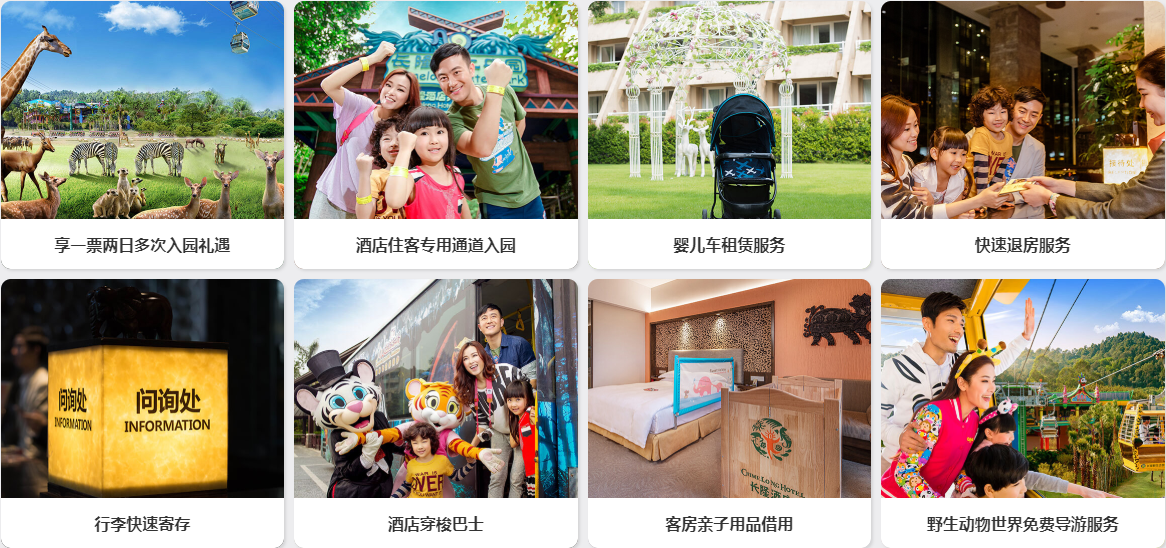 享一票两日多次入园礼遇
酒店住客专用通道入园
婴儿车租赁服务
快速退房服务
接待处
问询处
INFORMATION
问询处
INFORMATION
CHIMELONG HOTEL
长隆酒店
行李快速寄存
酒店穿梭巴士
客房亲子用品借用
野生动物世界免费导游服务